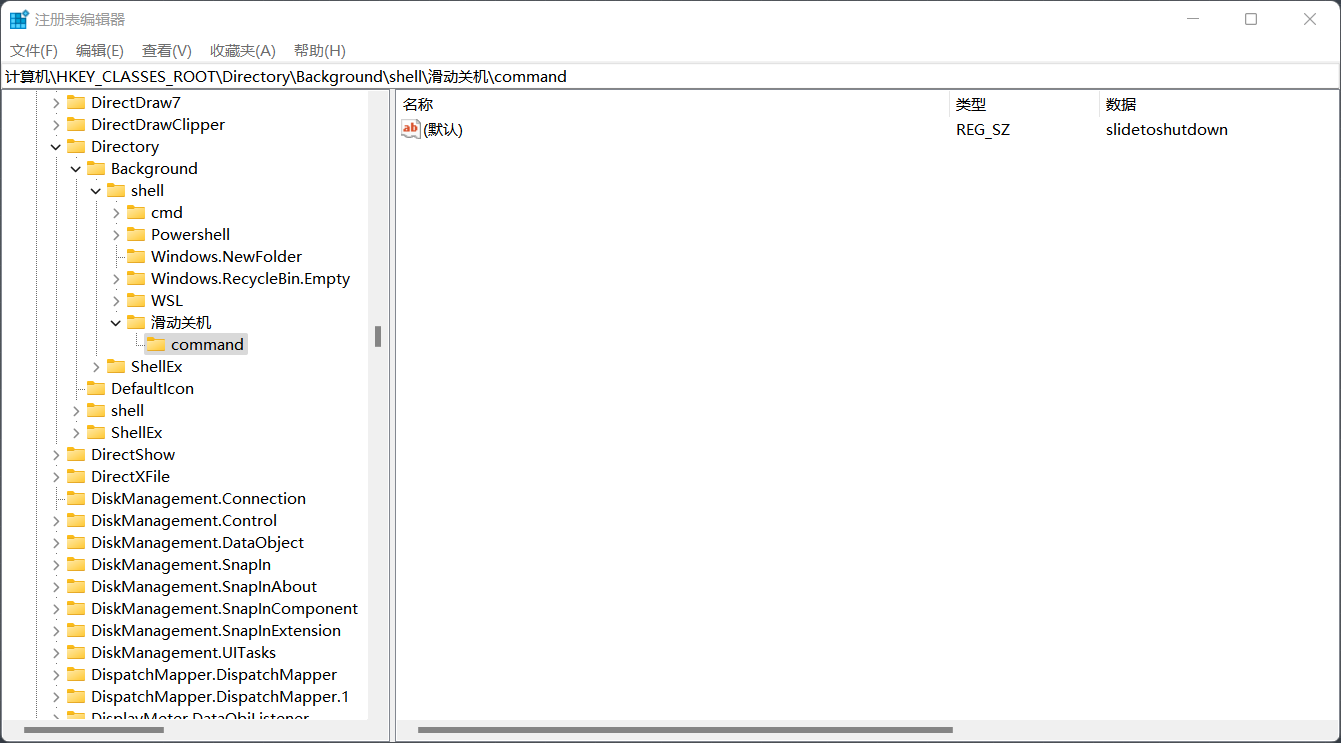 注册表编辑器
文件(F) 编辑(E) 查看(V) 收藏夹(A) 帮助(H)
计算机\HKEY_CLASSES_ROOT\Directory\Background\shell\滑动关机\command
DirectDraw7
DirectDrawClipper
Directory
Background
shell
cmd
Powershell
Windows.NewFolder
Windows.RecycleBin.Empty
WSL
滑动关机
command
ShellEx
DefaultIcon
shell
ShellEx
DirectShow
DirectXFile
DiskManagement.Connection
DiskManagement.Control
DiskManagement.DataObject
DiskManagement.SnapIn
DiskManagement.SnapInAbout
DiskManagement.SnapInComponent
DiskManagement.SnapInExtension
DiskManagement.UITasks
DispatchMapper.DispatchMapper
DispatchMapper.DispatchMapper.1
DisplayMeter.DataObjListener
名称 类型 数据
ab (默认) REG_SZ slidetoshutdown